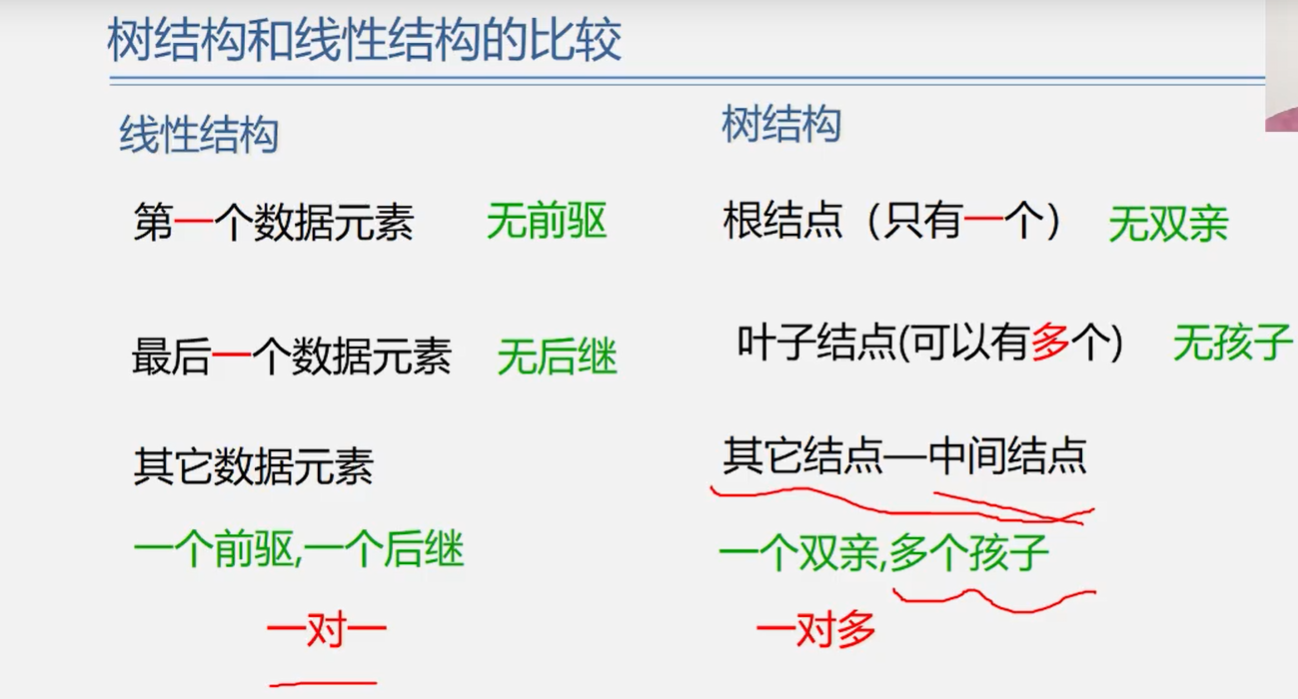 树结构和线性结构的比较
线性结构
第一个数据元素 无前驱
最后一个数据元素 无后继
其它数据元素
一个前驱,一个后继
一对一
树结构
根结点（只有一个） 无双亲
叶子结点(可以有多个) 无孩子
其它结点—中间结点
一个双亲,多个孩子
一对多